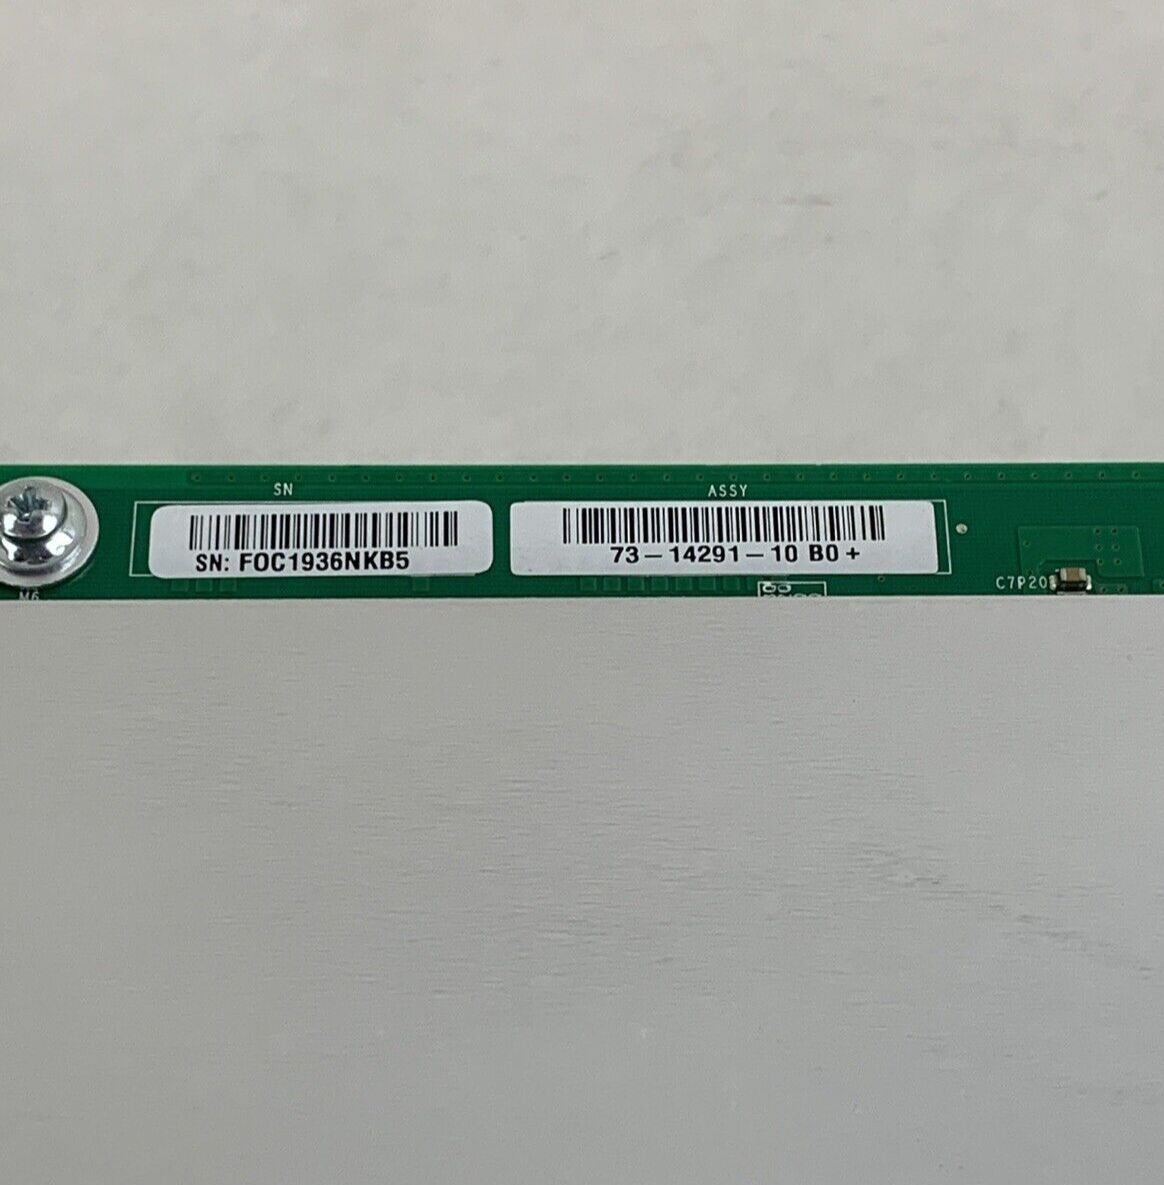 SN
ASSY
SN: FOC1936NKB5
73-14291-10 B0+
C7P20
M6